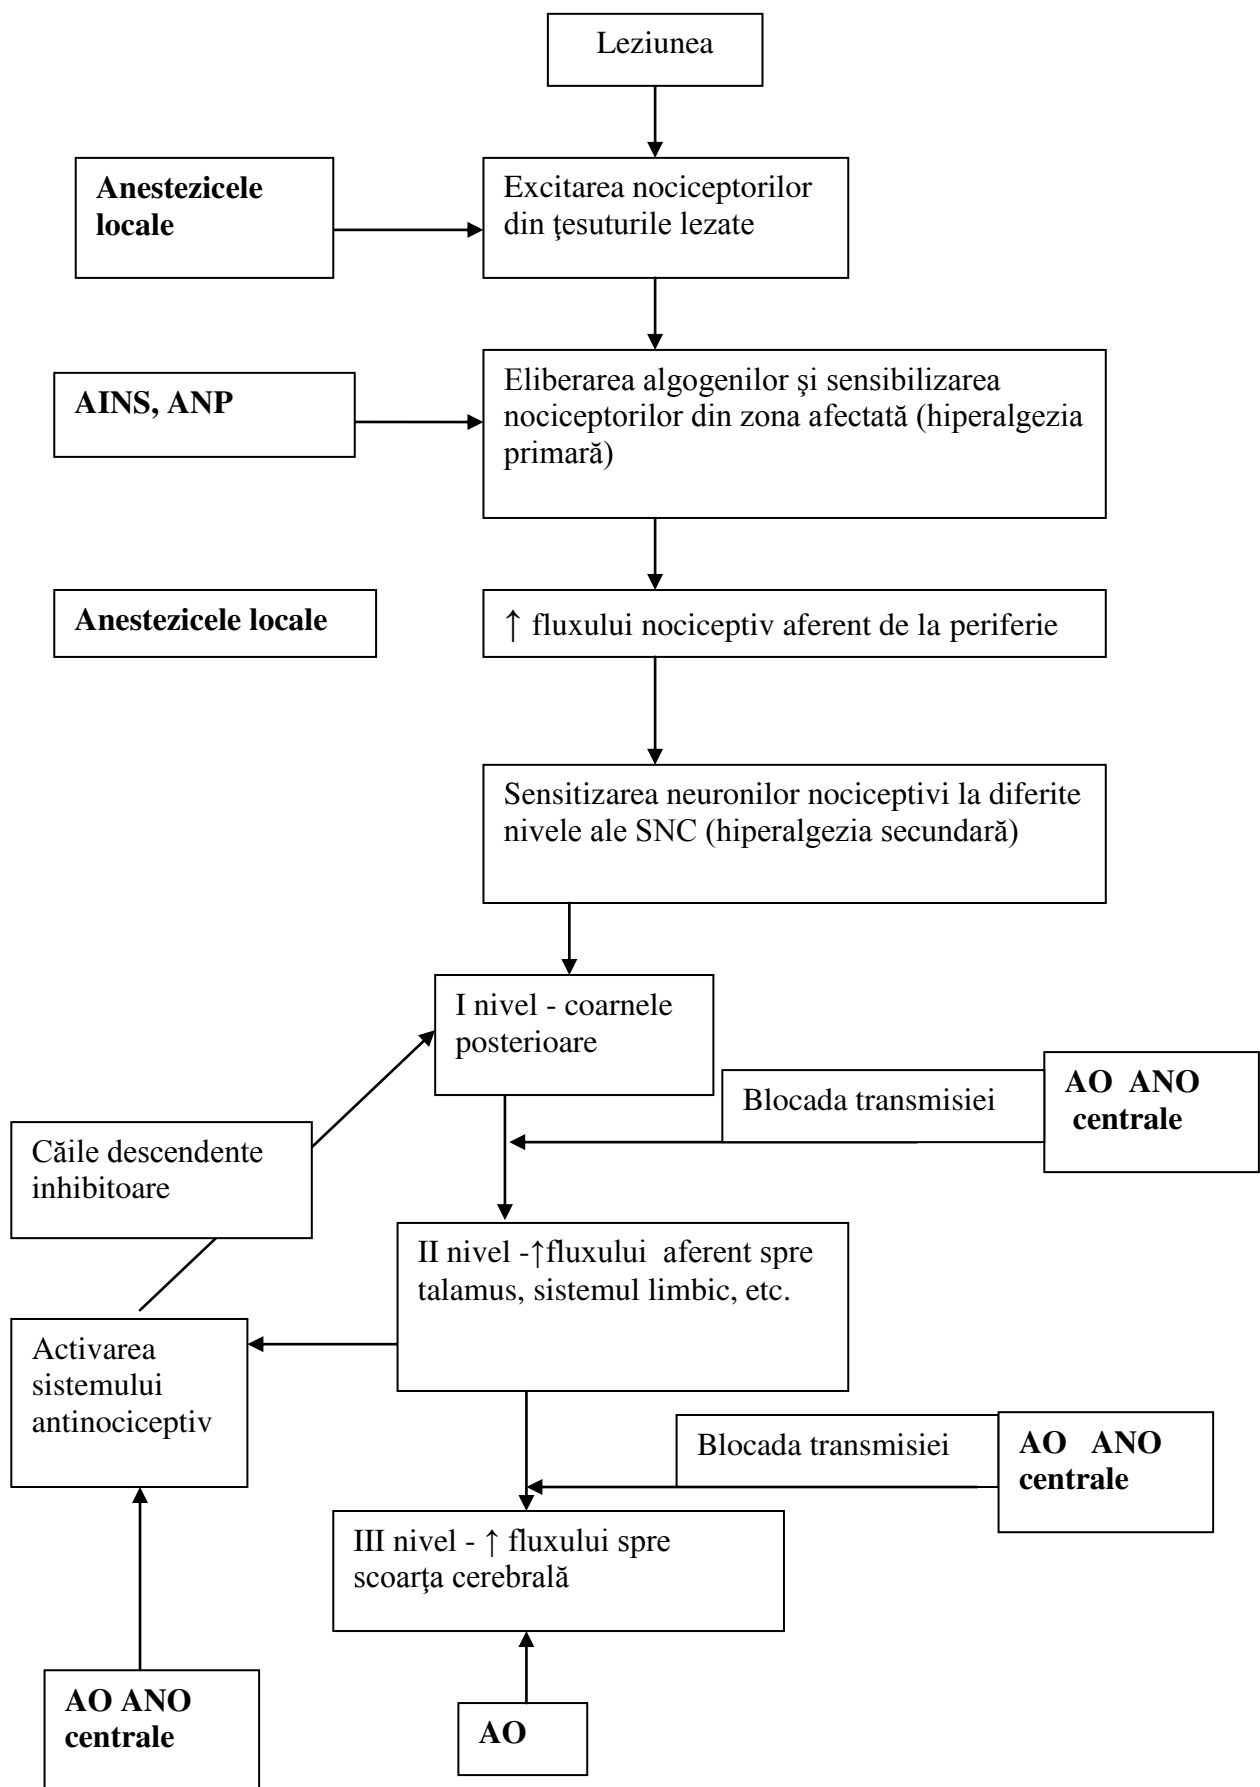 Leziunea
Anestezicele
locale
Excitarea nociceptorilor
din ţesuturile lezate
AINS, ANP
Eliberarea algogenilor şi sensibilizarea
nociceptorilor din zona afectată (hiperalgezia
primară)
Anestezicele locale
↑ fluxului nociceptiv aferent de la periferie
Sensitizarea neuronilor nociceptivi la diferite
nivele ale SNC (hiperalgezia secundară)
I nivel - coarnele
posterioare
Blocada transmisiei
AO ANO
centrale
Căile descendente
inhibitoare
II nivel -↑fluxului aferent spre
talamus, sistemul limbic, etc.
Activarea
sistemului
antinociceptiv
Blocada transmisiei
AO ANO
centrale
III nivel - ↑ fluxului spre
scoarţa cerebrală
AO ANO
centrale
AO